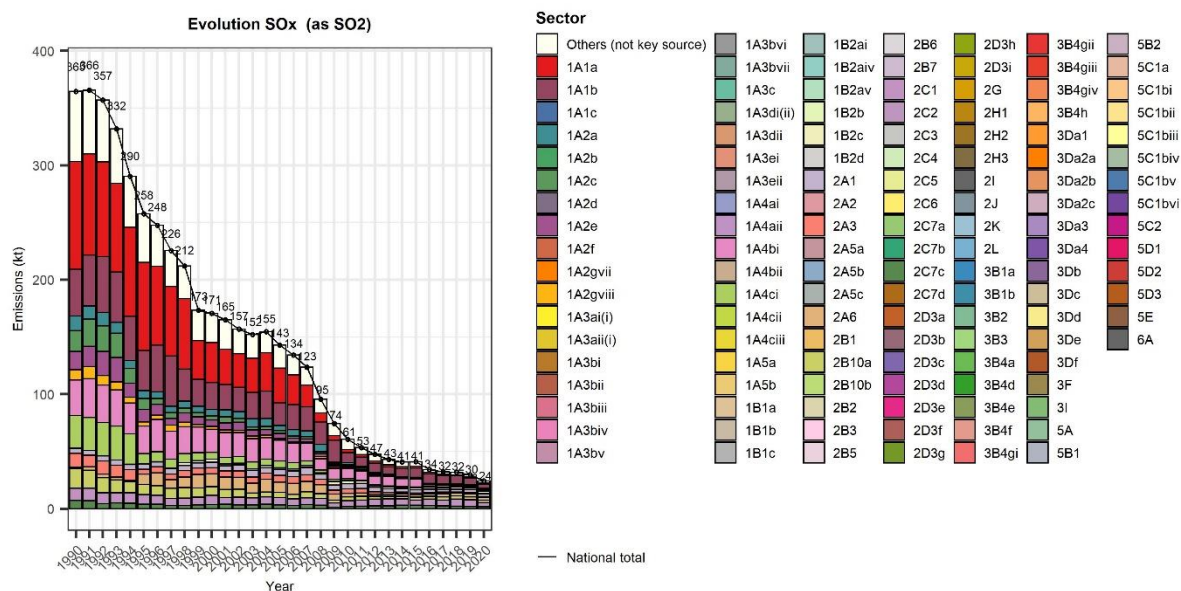 Evolution SOx (as SO2)
Emissions (kt)
400
300
200
100
0
366
357
332
290
258
248
226
212
173
171
165
157
152
155
143
134
123
95
74
61
53
47
43
41
41
34
32
32
30
24
1990
1991
1992
1993
1994
1995
1996
1997
1998
1999
2000
2001
2002
2003
2004
2005
2006
2007
2008
2009
2010
2011
2012
2013
2014
2015
2016
2017
2018
2019
2020
Year
Sector
Others (not key source)
1A1a
1A1b
1A1c
1A2a
1A2b
1A2c
1A2d
1A2e
1A2f
1A2gvii
1A2gviii
1A3ai(i)
1A3aii(i)
1A3bi
1A3bii
1A3biii
1A3biv
1A3bv
1A3bvi
1A3bvii
1A3c
1A3di(ii)
1A3dii
1A3ei
1A3eii
1A4ai
1A4aii
1A4bi
1A4bii
1A4ci
1A4cii
1A4ciii
1A5a
1A5b
1B1a
1B1b
1B1c
1B2ai
1B2aiv
1B2av
1B2b
1B2c
1B2d
2A1
2A2
2A3
2A5a
2A5b
2A5c
2A6
2B1
2B10a
2B10b
2B2
2B3
2B5
2B6
2B7
2C1
2C2
2C3
2C4
2C5
2C6
2C7a
2C7b
2C7c
2C7d
2D3a
2D3b
2D3c
2D3d
2D3e
2D3f
2D3g
2D3h
2D3i
2G
2H1
2H2
2H3
2I
2J
2K
2L
3B1a
3B1b
3B2
3B3
3B4a
3B4d
3B4e
3B4f
3B4gi
3B4gii
3B4giii
3B4giv
3B4h
3Da1
3Da2a
3Da2b
3Da2c
3Da3
3Da4
3Db
3Dc
3Dd
3De
3Df
3F
3I
5A
5B1
5B2
5C1a
5C1bi
5C1bii
5C1biii
5C1biv
5C1bv
5C1bvi
5C2
5D1
5D2
5D3
5E
6A
National total